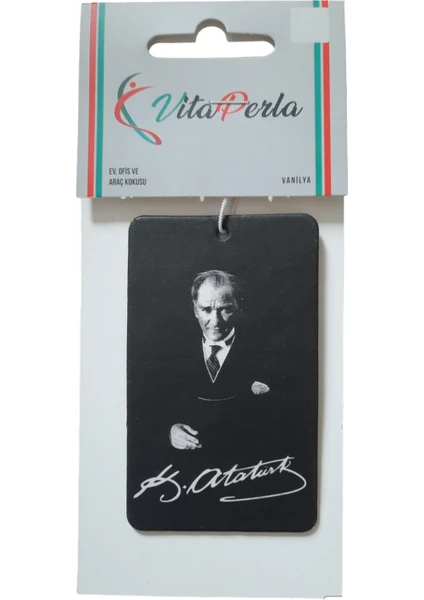 VitaPerla
EV, OFİS VE
ARAÇ KOKUSU
VANİLYA
K. Atatürk